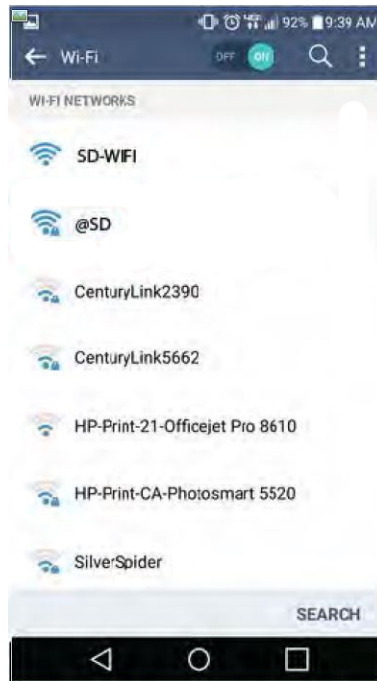 92% 9:39 AM
Wi-Fi OFF ON
WI-FI NETWORKS
SD-WIFI
@SD
CenturyLink2390
CenturyLink5662
HP-Print-21-Officejet Pro 8610
HP-Print-CA-Photosmart 5520
SilverSpider
SEARCH